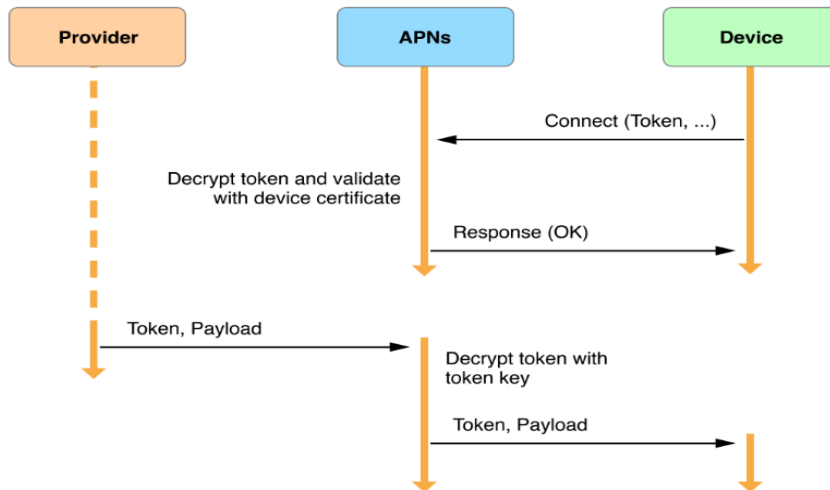 Provider
APNs
Device
Connect (Token, ...)
Decrypt token and validate
with device certificate
Response (OK)
Token, Payload
Decrypt token with
token key
Token, Payload